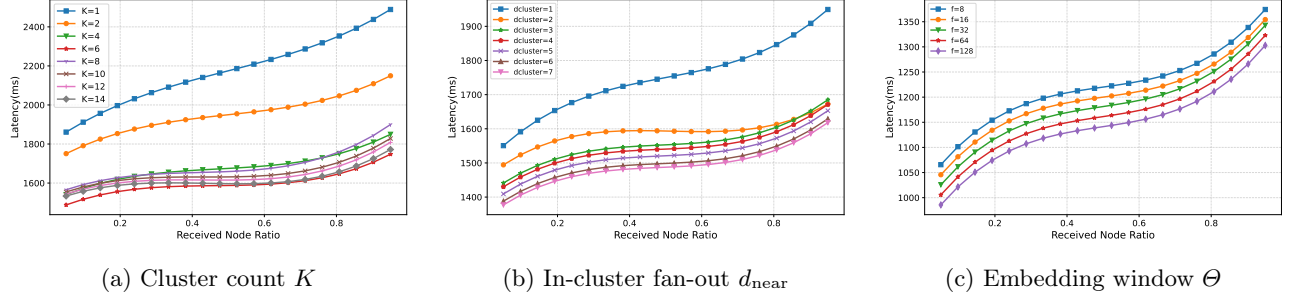 2400
2200
2000
1800
1600
Latency(ms)
K=1
K=2
K=4
K=6
K=8
K=10
K=12
K=14
0.2 0.4 0.6 0.8
Received Node Ratio
(a) Cluster count K
1900
1800
1700
1600
1500
1400
Latency(ms)
dcluster=1
dcluster=2
dcluster=3
dcluster=4
dcluster=5
dcluster=6
dcluster=7
0.2 0.4 0.6 0.8
Received Node Ratio
(b) In-cluster fan-out dnear
1350
1300
1250
1200
1150
1100
1050
1000
Latency(ms)
f=8
f=16
f=32
f=64
f=128
0.2 0.4 0.6 0.8
Received Node Ratio
(c) Embedding window Θ